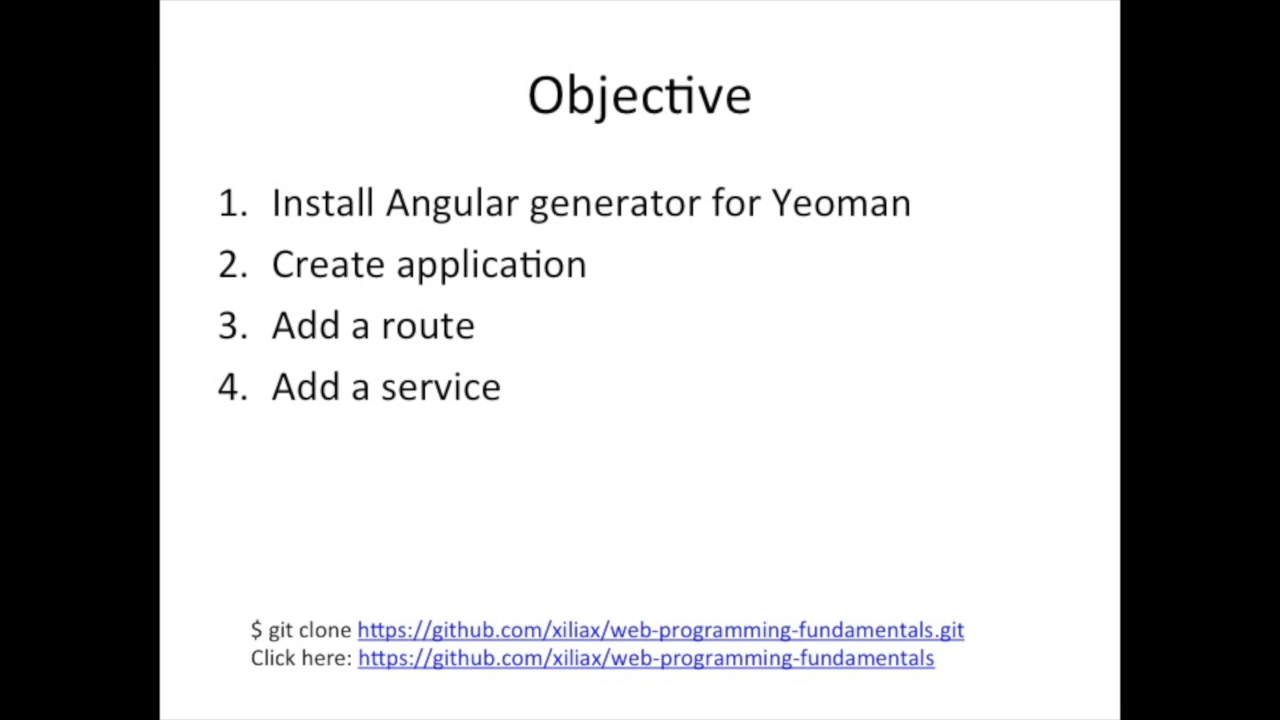 Objective
1. Install Angular generator for Yeoman
2. Create application
3. Add a route
4. Add a service
$ git clone https://github.com/xiliax/web-programming-fundamentals.git
Click here: https://github.com/xiliax/web-programming-fundamentals